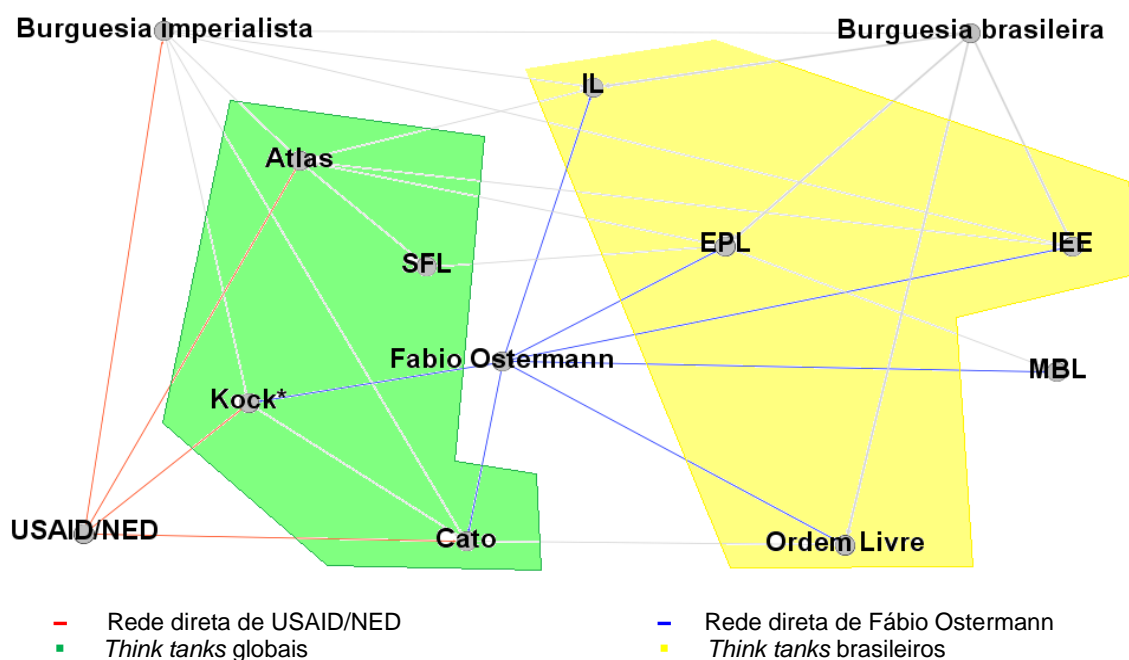 Burguesia imperialista
Burguesia brasileira
IL
Atlas
EPL
IEE
SFL
Fabio Ostermann
MBL
Kock*
USAID/NED
Cato
Ordem Livre
Rede direta de USAID/NED
Rede direta de Fábio Ostermann
Think tanks globais
Think tanks brasileiros